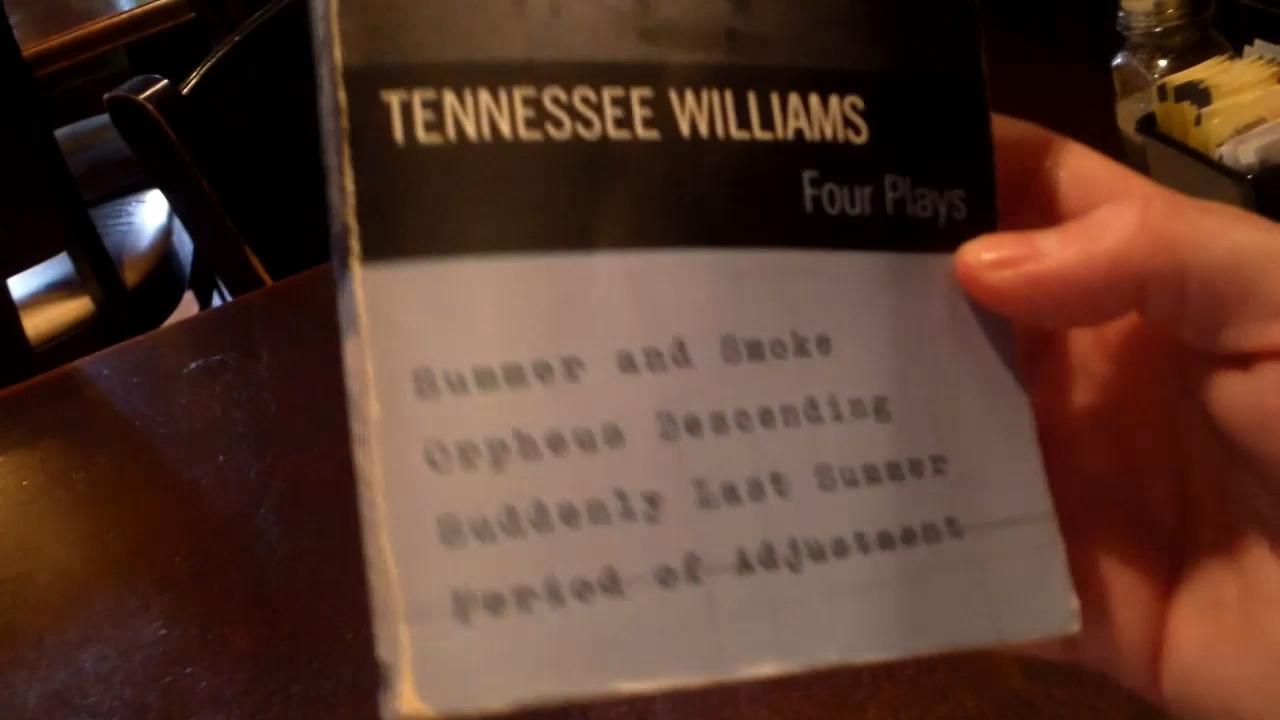 TENNESSEE WILLIAMS
Four Plays
Summer and Smoke
Orpheus Descending
Suddenly Last Summer
Period of Adjustment